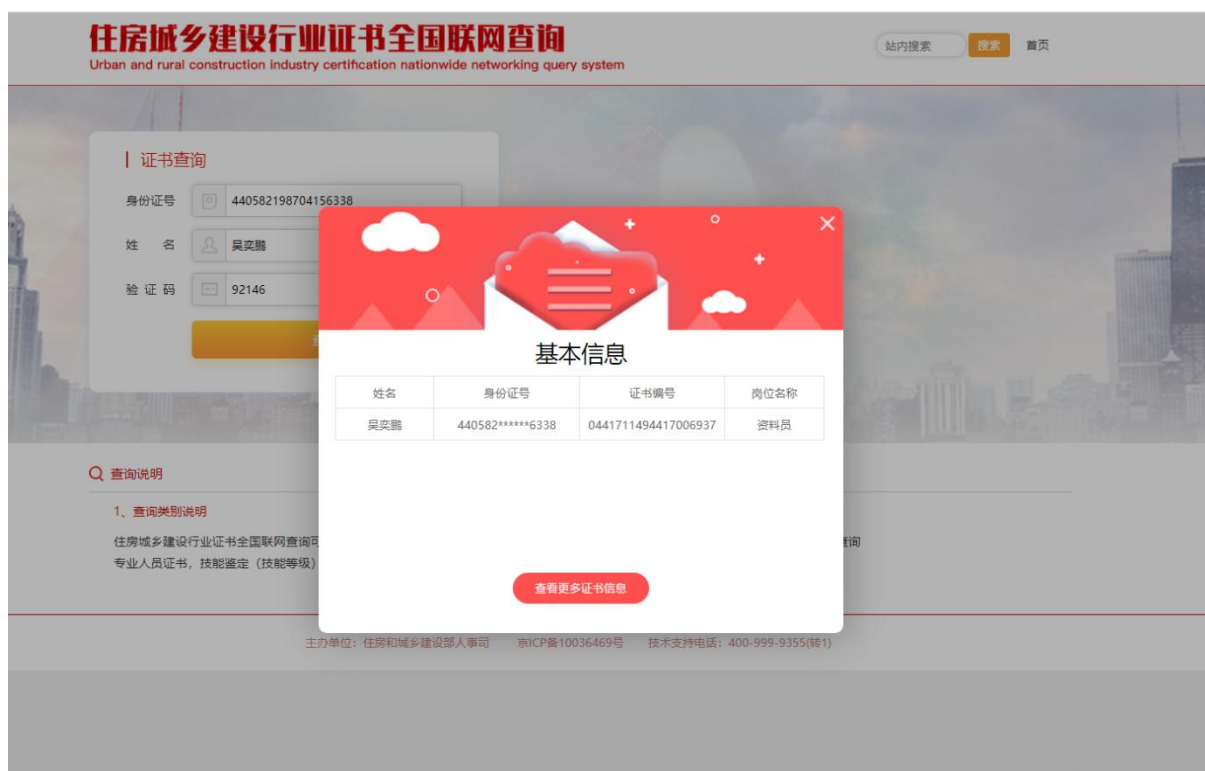 住房城乡建设行业证书全国联网查询
Urban and rural construction industry certification nationwide networking query system
站内搜索 搜索 首页
证书查询
身份证号 440582198704156338
姓 名 吴奕鹏
验 证 码 92146
基本信息
姓名 身份证号 证书编号 岗位名称
吴奕鹏 440582******6338 0441711494417006937 资料员
查询说明
1、查询类别说明
住房城乡建设行业证书全国联网查询可
查询
专业人员证书，技能鉴定（技能等级）
查看更多证书信息
主办单位：住房和城乡建设部人事司 京ICP备10036469号 技术支持电话：400-999-9355(转1)